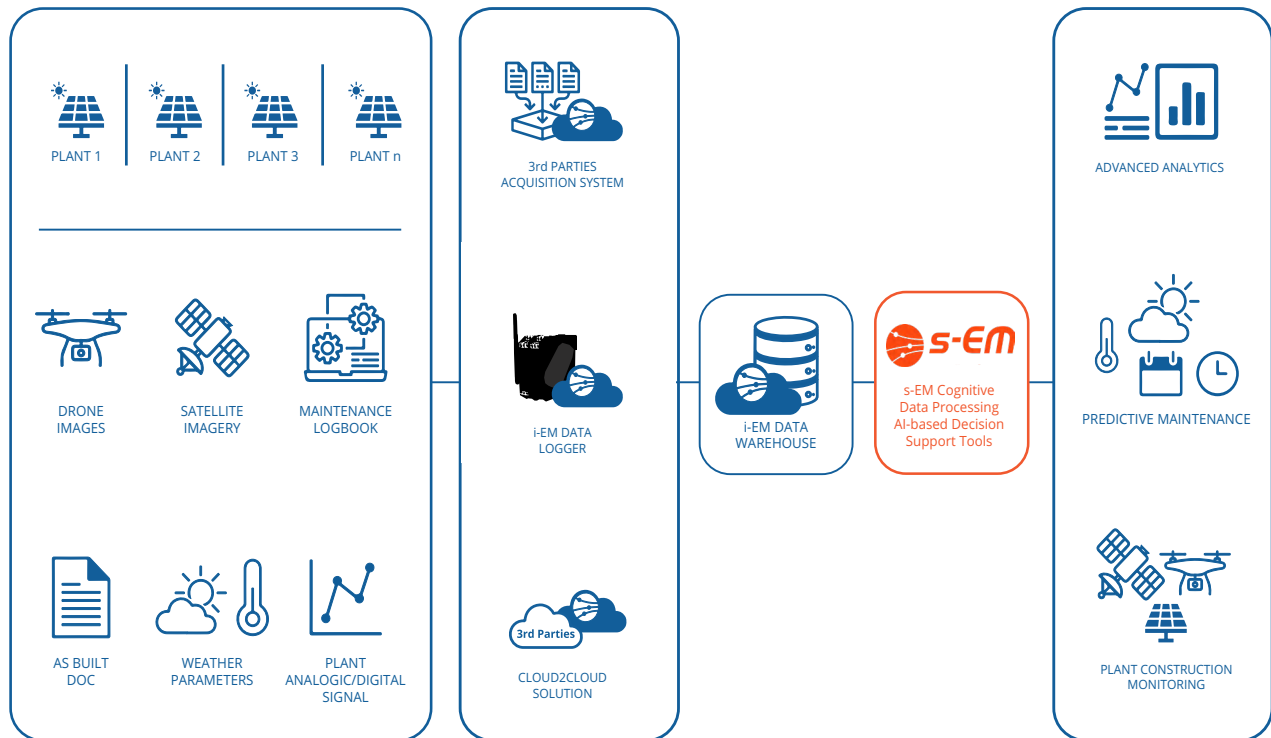 PLANT 1
PLANT 2
PLANT 3
PLANT n
DRONE
IMAGES
SATELLITE
IMAGERY
MAINTENANCE
LOGBOOK
AS BUILT
DOC
WEATHER
PARAMETERS
PLANT
ANALOGIC/DIGITAL
SIGNAL
3rd PARTIES
ACQUISITION SYSTEM
i-EM DATA
LOGGER
3rd Parties
CLOUD2CLOUD
SOLUTION
i-EM DATA
WAREHOUSE
s-EM
s-EM Cognitive
Data Processing
AI-based Decision
Support Tools
ADVANCED ANALYTICS
PREDICTIVE MAINTENANCE
PLANT CONSTRUCTION
MONITORING